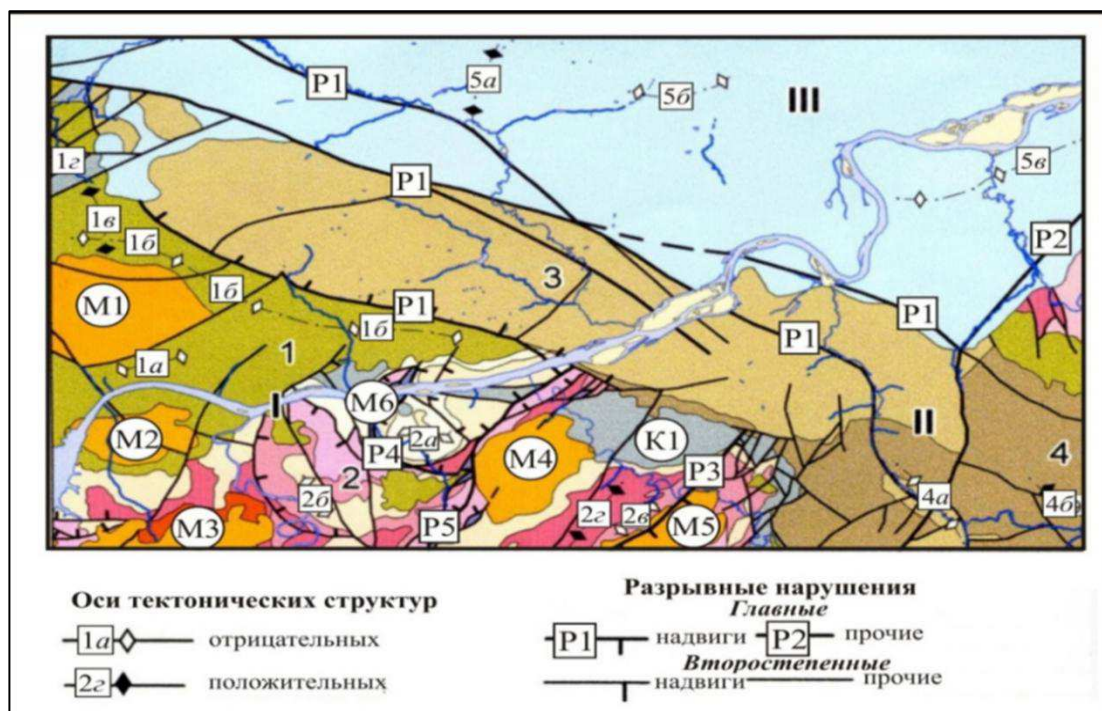 P1
5а
5б
III
1г
P1
5в
1в
1б
P2
М1
1б
P1
1б
3
P1
P1
1а
1
М2
I
М6
К1
II
P4
2а
М4
P3
4
2
2б
4а
М3
P5
2г
2в
М5
4б
Оси тектонических структур
1а отрицательных
2г положительных
Разрывные нарушения
Главные
P1 надвиги P2 прочие
Второстепенные
надвиги прочие